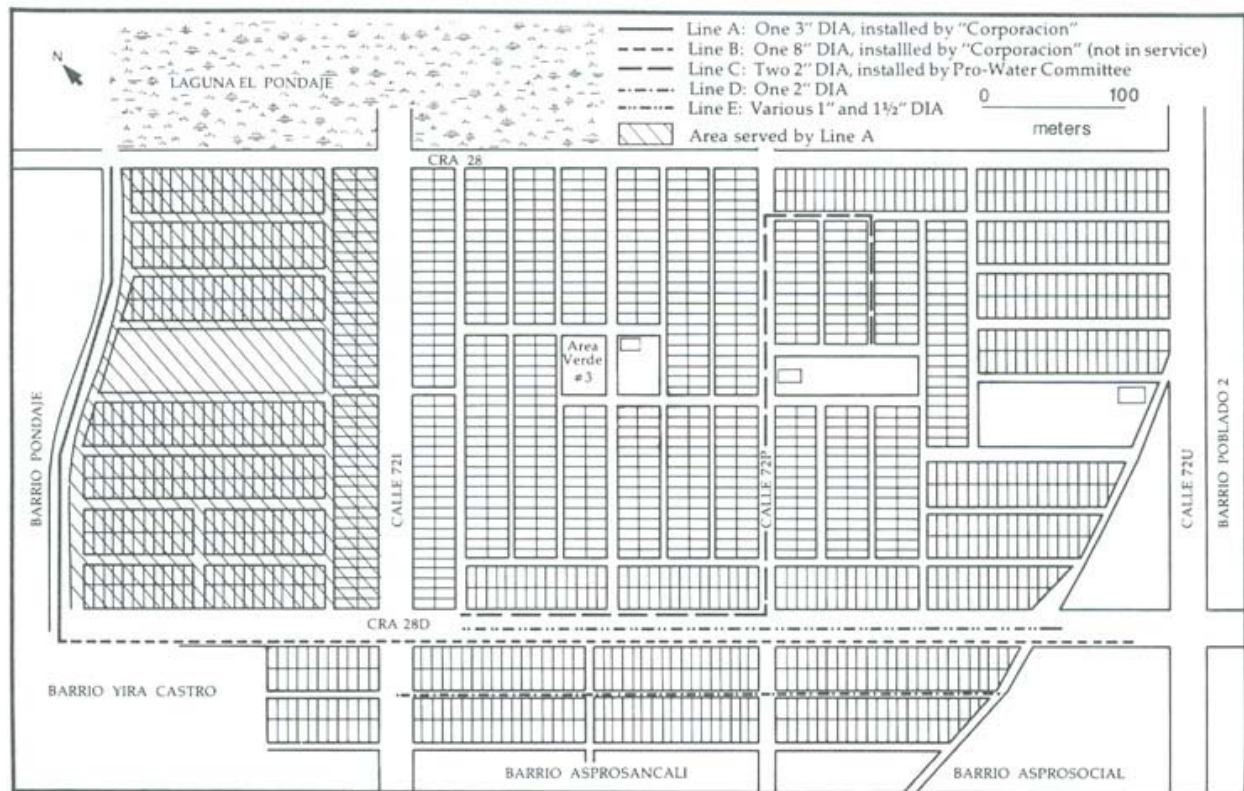 Line A: One 3" DIA, installed by "Corporacion"
Line B: One 8" DIA, installled by "Corporacion" (not in service)
Line C: Two 2" DIA, installed by Pro-Water Committee
Line D: One 2" DIA
Line E: Various 1" and 1½" DIA
Area served by Line A
0 100
meters
N
LAGUNA EL PONDAJE
CRA 28
Area
Verde
#3
BARRIO PONDAJE
CALLE 72I
CALLE 72P
CALLE 72U
BARRIO POBLADO 2
CRA 28D
BARRIO YIRA CASTRO
BARRIO ASPROSANCALI
BARRIO ASPROSOCIAL